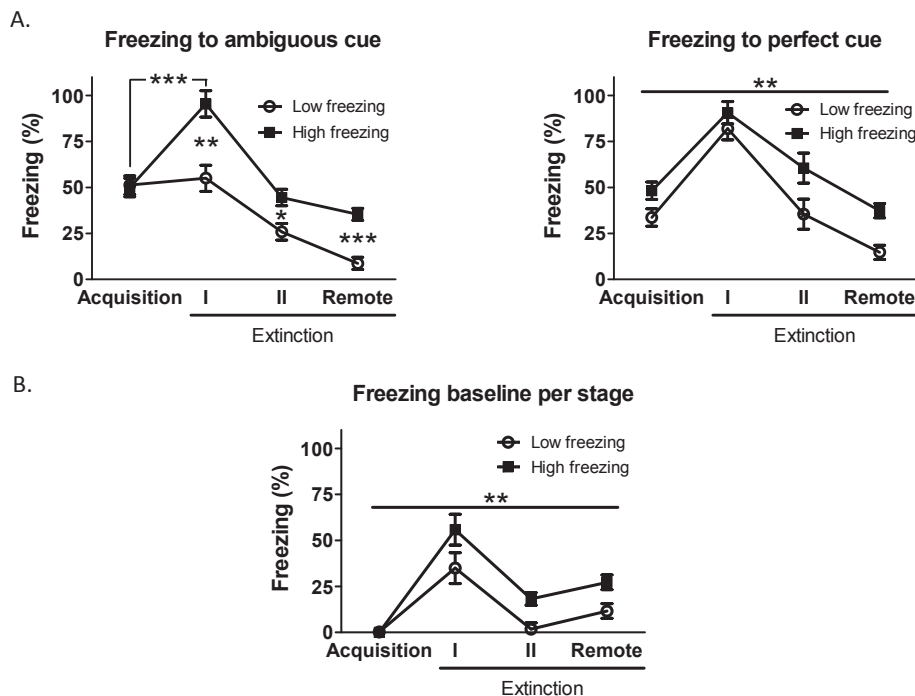 A.
Freezing to ambiguous cue
Freezing (%)
100
75
50
25
0
***
**
*
***
Low freezing
High freezing
Acquisition I II Remote
Extinction
Freezing to perfect cue
Freezing (%)
100
75
50
25
0
**
Low freezing
High freezing
Acquisition I II Remote
Extinction
B.
Freezing baseline per stage
Freezing (%)
100
75
50
25
0
Low freezing
High freezing
**
Acquisition I II Remote
Extinction